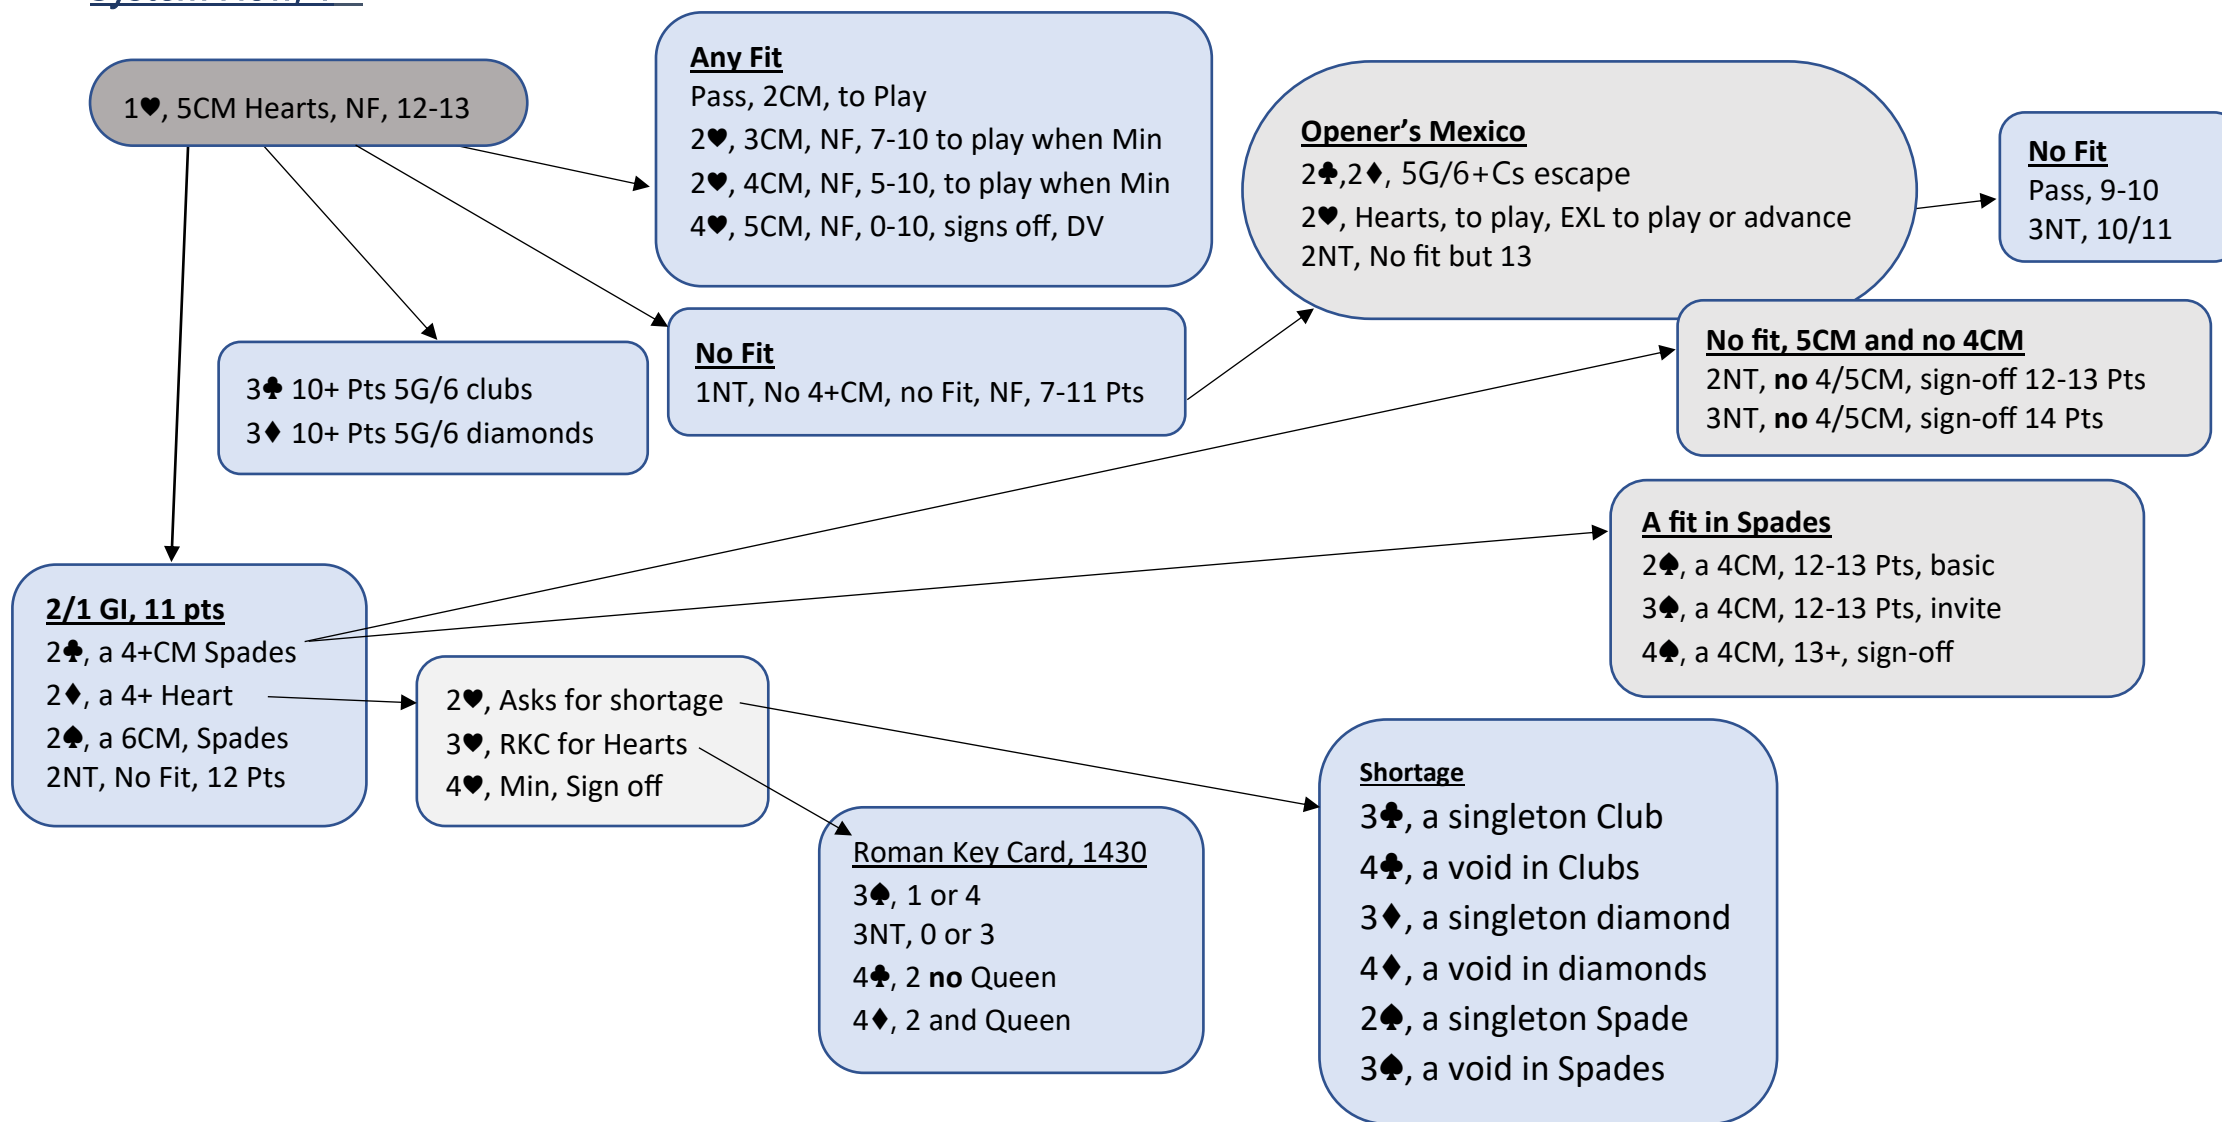 1♥, 5CM Hearts, NF, 12-13
Any Fit
Pass, 2CM, to Play
2♥, 3CM, NF, 7-10 to play when Min
2♥, 4CM, NF, 5-10, to play when Min
4♥, 5CM, NF, 0-10, signs off, DV
Opener's Mexico
2♣,2♦, 5G/6+Cs escape
2♥, Hearts, to play, EXL to play or advance
2NT, No fit but 13
No Fit
Pass, 9-10
3NT, 10/11
3♣ 10+ Pts 5G/6 clubs
3♦ 10+ Pts 5G/6 diamonds
No Fit
1NT, No 4+CM, no Fit, NF, 7-11 Pts
No fit, 5CM and no 4CM
2NT, no 4/5CM, sign-off 12-13 Pts
3NT, no 4/5CM, sign-off 14 Pts
A fit in Spades
2♠, a 4CM, 12-13 Pts, basic
3♠, a 4CM, 12-13 Pts, invite
4♠, a 4CM, 13+, sign-off
2/1 GI, 11 pts
2♣, a 4+CM Spades
2♦, a 4+ Heart
2♠, a 6CM, Spades
2NT, No Fit, 12 Pts
2♥, Asks for shortage
3♥, RKC for Hearts
4♥, Min, Sign off
Roman Key Card, 1430
3♠, 1 or 4
3NT, 0 or 3
4♣, 2 no Queen
4♦, 2 and Queen
Shortage
3♣, a singleton Club
4♣, a void in Clubs
3♦, a singleton diamond
4♦, a void in diamonds
2♠, a singleton Spade
3♠, a void in Spades